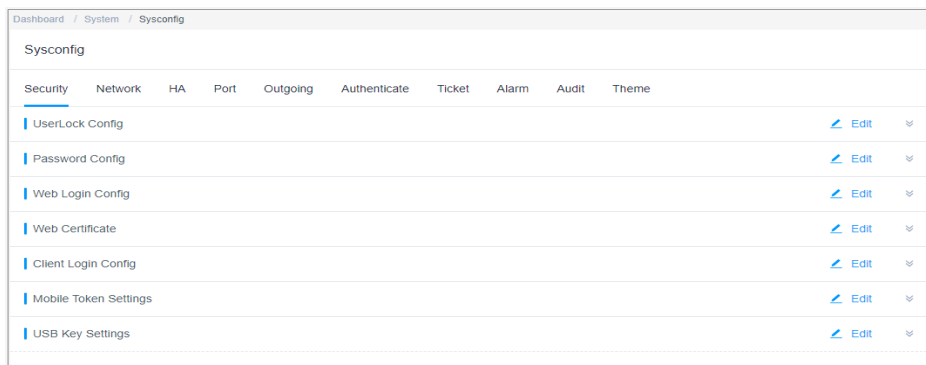 Dashboard / System / Sysconfig
Sysconfig
Security Network HA Port Outgoing Authenticate Ticket Alarm Audit Theme
UserLock Config Edit
Password Config Edit
Web Login Config Edit
Web Certificate Edit
Client Login Config Edit
Mobile Token Settings Edit
USB Key Settings Edit